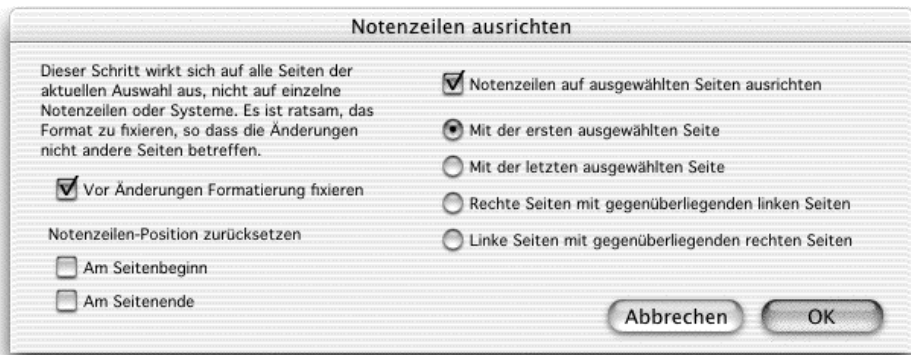 Notenzeilen ausrichten
Dieser Schritt wirkt sich auf alle Seiten der
aktuellen Auswahl aus, nicht auf einzelne
Notenzeilen oder Systeme. Es ist ratsam, das
Format zu fixieren, so dass die Änderungen
nicht andere Seiten betreffen.
Vor Änderungen Formatierung fixieren
Notenzeilen-Position zurücksetzen
Am Seitenbeginn
Am Seitenende
Notenzeilen auf ausgewählten Seiten ausrichten
Mit der ersten ausgewählten Seite
Mit der letzten ausgewählten Seite
Rechte Seiten mit gegenüberliegenden linken Seiten
Linke Seiten mit gegenüberliegenden rechten Seiten
Abbrechen
OK